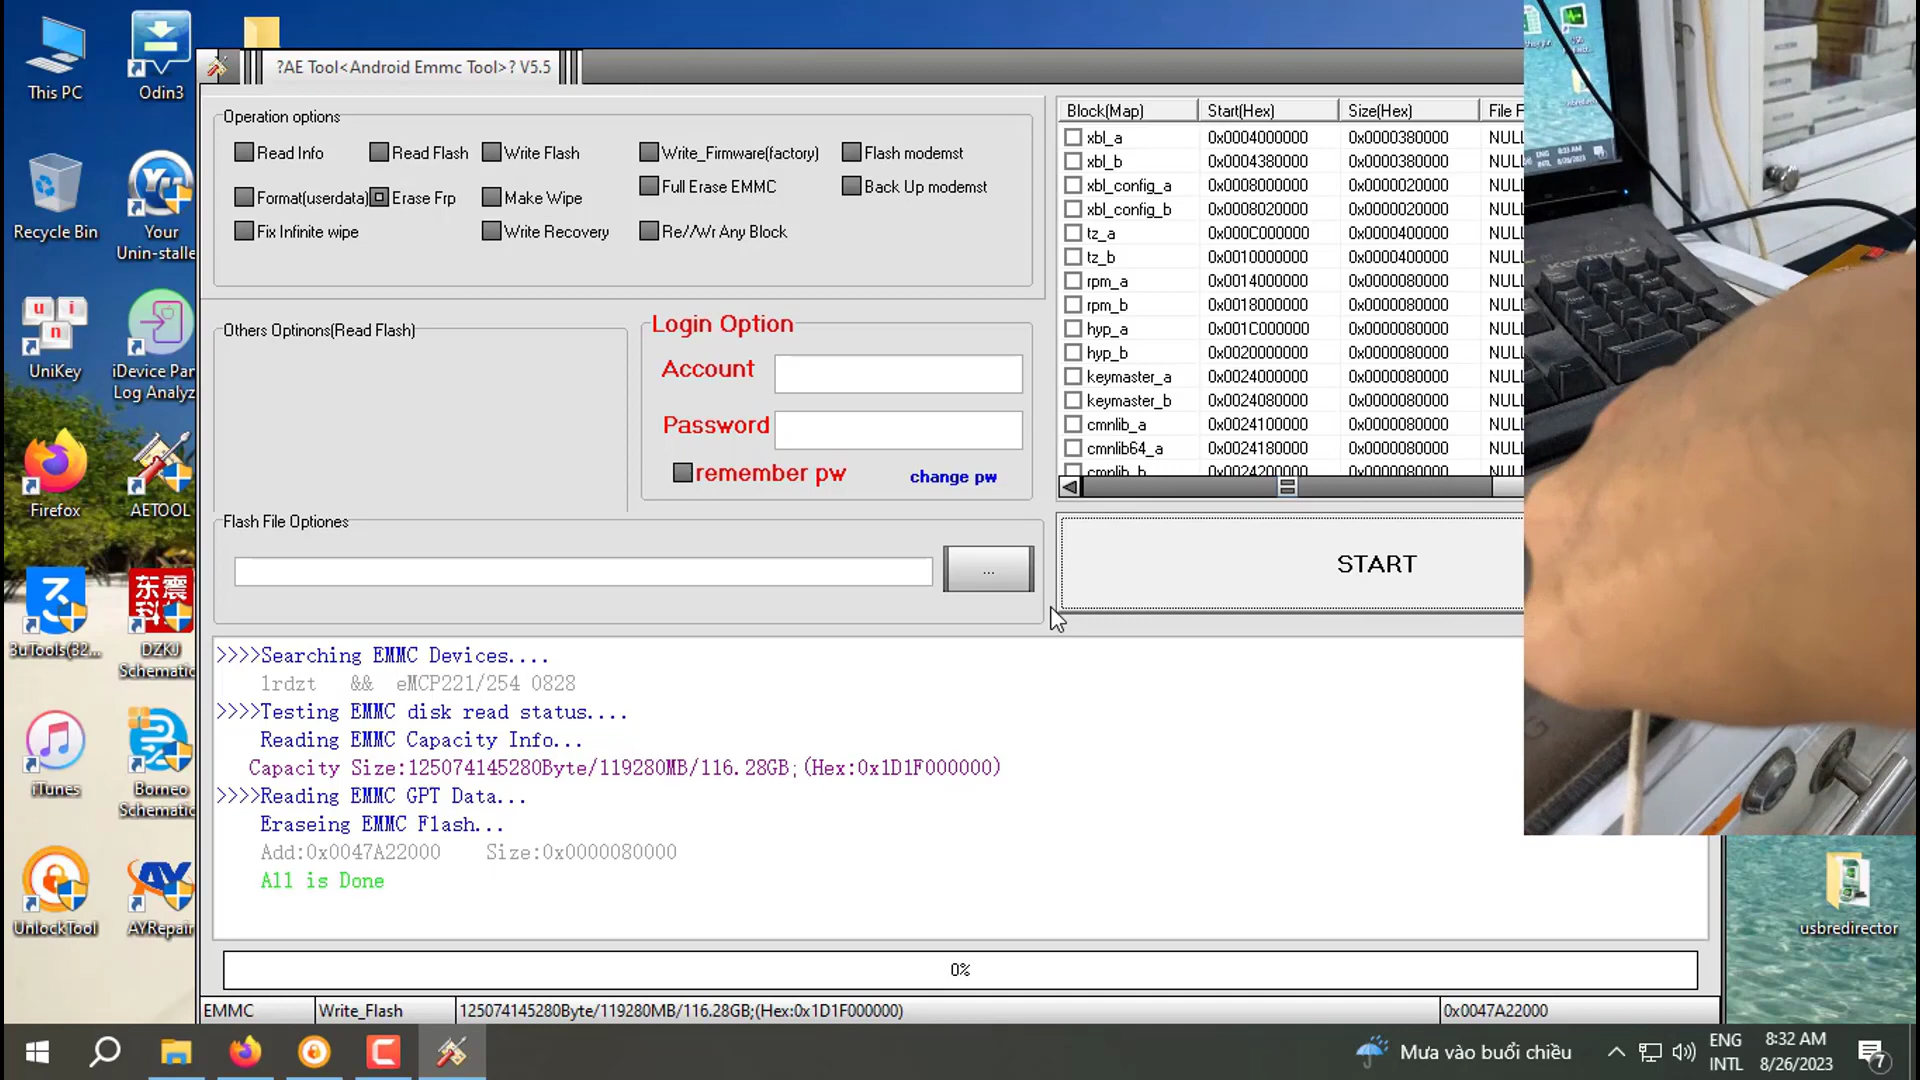 This PC
Odin3
Recycle Bin
Your
Unin-stalle
UniKey
iDevice Par
Log Analyz
Firefox
AETOOL
3uTools(32...
DZKJ
Schematic
iTunes
Borneo
Schematic
UnlockTool
AYRepair
?AE Tool<Android Emmc Tool>? V5.5
Operation options
Read Info
Read Flash
Write Flash
Write_Firmware(factory)
Flash modemst
Full Erase EMMC
Back Up modemst
Format(userdata)
Erase Frp
Make Wipe
Fix Infinite wipe
Write Recovery
Re//Wr Any Block
Others Optinons(Read Flash)
Login Option
Account
Password
remember pw
change pw
Flash File Optiones
...
Block(Map) Start(Hex) Size(Hex) File F
xbl_a 0x0004000000 0x0000380000 NULL
xbl_b 0x0004380000 0x0000380000 NULL
xbl_config_a 0x0008000000 0x0000020000 NULL
xbl_config_b 0x0008020000 0x0000020000 NULL
tz_a 0x000C000000 0x0000400000 NULL
tz_b 0x0010000000 0x0000400000 NULL
rpm_a 0x0014000000 0x0000080000 NULL
rpm_b 0x0018000000 0x0000080000 NULL
hyp_a 0x001C000000 0x0000080000 NULL
hyp_b 0x0020000000 0x0000080000 NULL
keymaster_a 0x0024000000 0x0000080000 NULL
keymaster_b 0x0024080000 0x0000080000 NULL
cmnlib_a 0x0024100000 0x0000080000 NULL
cmnlib64_a 0x0024180000 0x0000080000 NULL
cmnlib_b 0x0024200000 0x0000080000 NULL
START
>>>>Searching EMMC Devices....
1rdzt && eMCP221/254 0828
>>>>Testing EMMC disk read status....
Reading EMMC Capacity Info...
Capacity Size:125074145280Byte/119280MB/116.28GB;(Hex:0x1D1F000000)
>>>>Reading EMMC GPT Data...
Eraseing EMMC Flash...
Add:0x0047A22000 Size:0x0000080000
All is Done
0%
EMMC
Write_Flash
125074145280Byte/119280MB/116.28GB;(Hex:0x1D1F000000)
0x0047A22000
usbredirector
Mưa vào buổi chiều
ENG
INTL
8:32 AM
8/26/2023
7